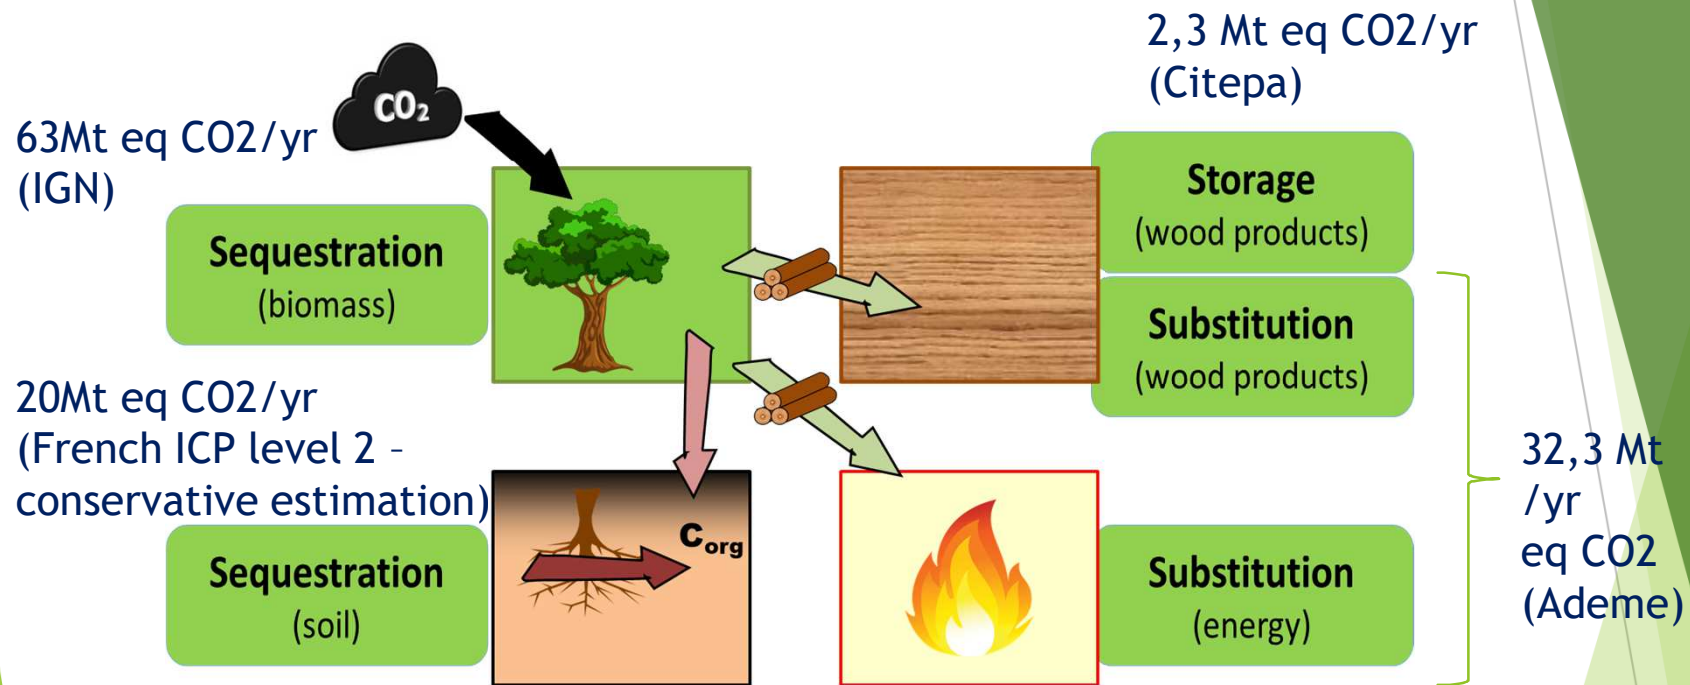 2,3 Mt eq CO2/yr
(Citepa)
CO₂
63Mt eq CO2/yr
(IGN)
Sequestration
(biomass)
Storage
(wood products)
Substitution
(wood products)
20Mt eq CO2/yr
(French ICP level 2 –
conservative estimation)
Sequestration
(soil)
Corg
Substitution
(energy)
32,3 Mt
/yr
eq CO2
(Ademe)